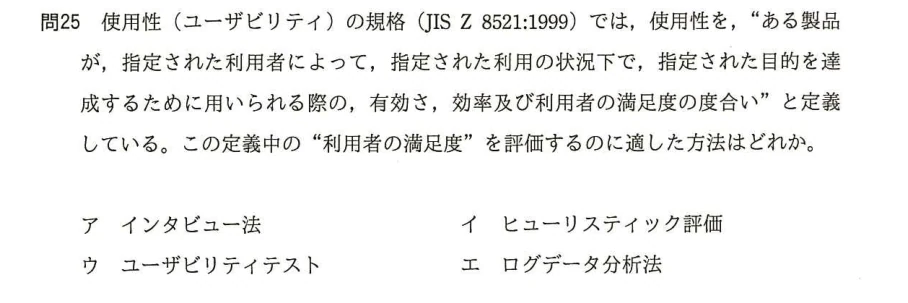 問25 使用性（ユーザビリティ）の規格（JIS Z 8521:1999）では，使用性を，“ある製品
が，指定された利用者によって，指定された利用の状況下で，指定された目的を達
成するために用いられる際の，有効さ，効率及び利用者の満足度の度合い”と定義
している。この定義中の“利用者の満足度”を評価するのに適した方法はどれか。
ア インタビュー法 イ ヒューリスティック評価
ウ ユーザビリティテスト エ ログデータ分析法